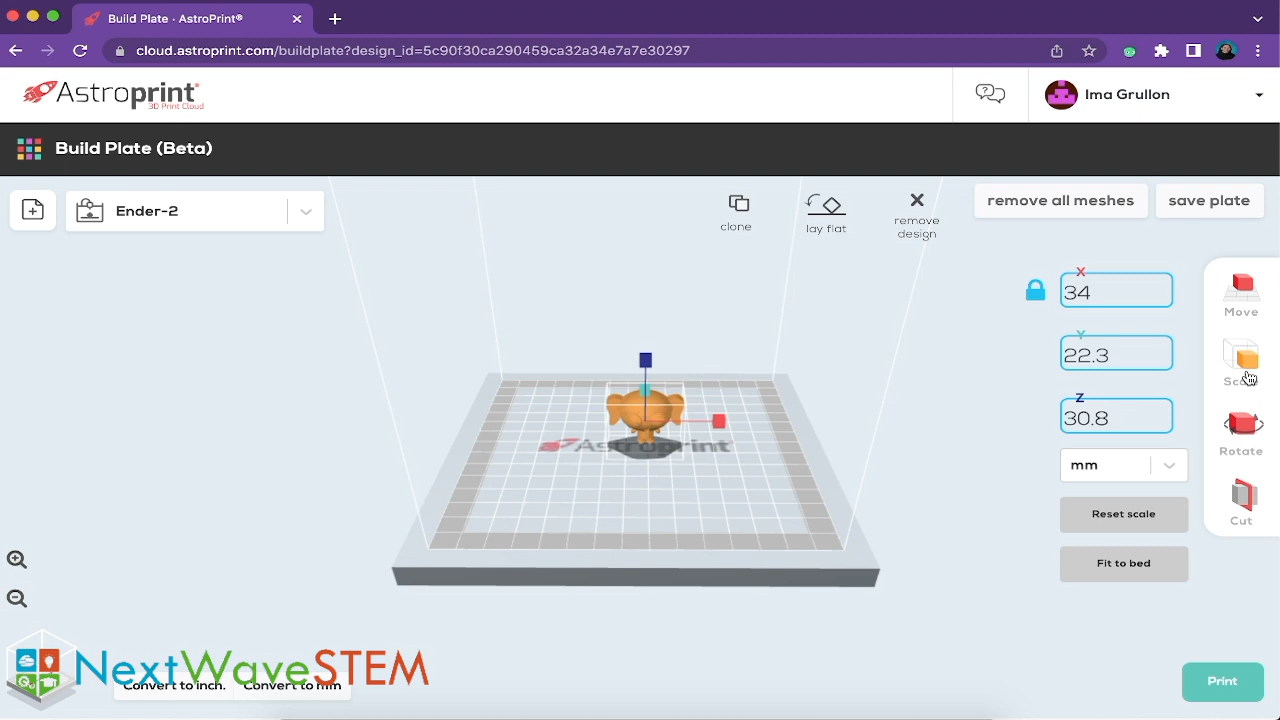 Build Plate · AstroPrint®
cloud.astroprint.com/buildplate?design_id=5c90f30ca290459ca32a34e7a7e30297
Astroprint®
3D Print Cloud
Ima Grullon
Build Plate (Beta)
Ender-2
clone
lay flat
remove
design
remove all meshes
save plate
X
34
Y
22.3
Z
30.8
mm
Reset scale
Fit to bed
Move
Rotate
Cut
Astroprint
NextWaveSTEM
Convert to inch.
Convert to mm
Print